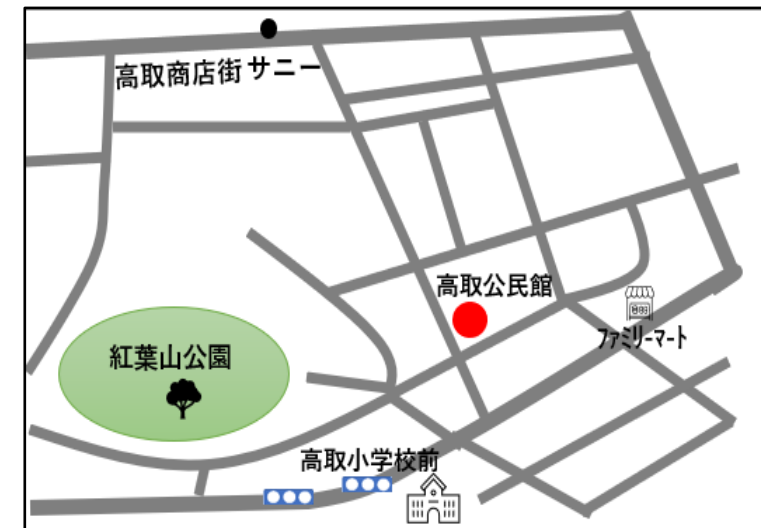 高取商店街 サニー
高取公民館
ファミリーマート
紅葉山公園
高取小学校前